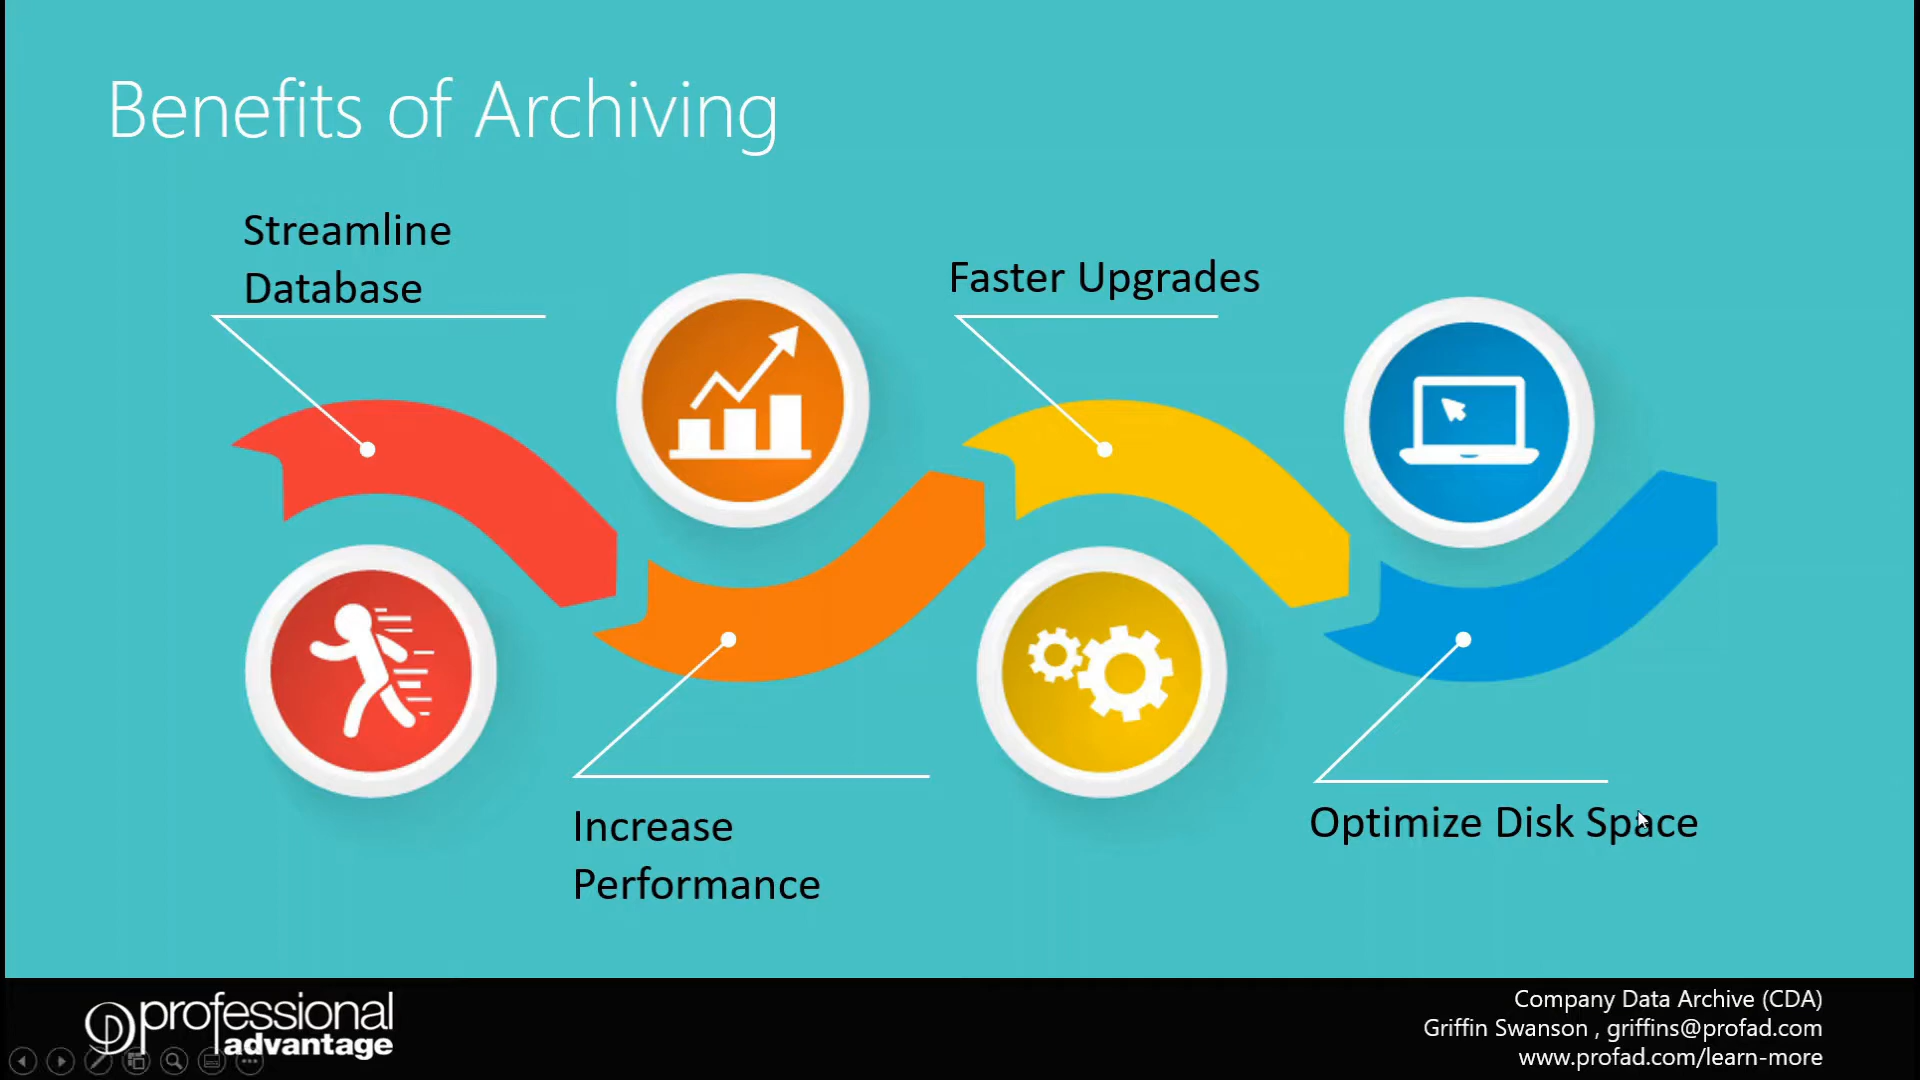 Benefits of Archiving
Streamline
Database
Faster Upgrades
Increase
Performance
Optimize Disk Space
professional
advantage
Company Data Archive (CDA)
Griffin Swanson , griffins@profad.com
www.profad.com/learn-more